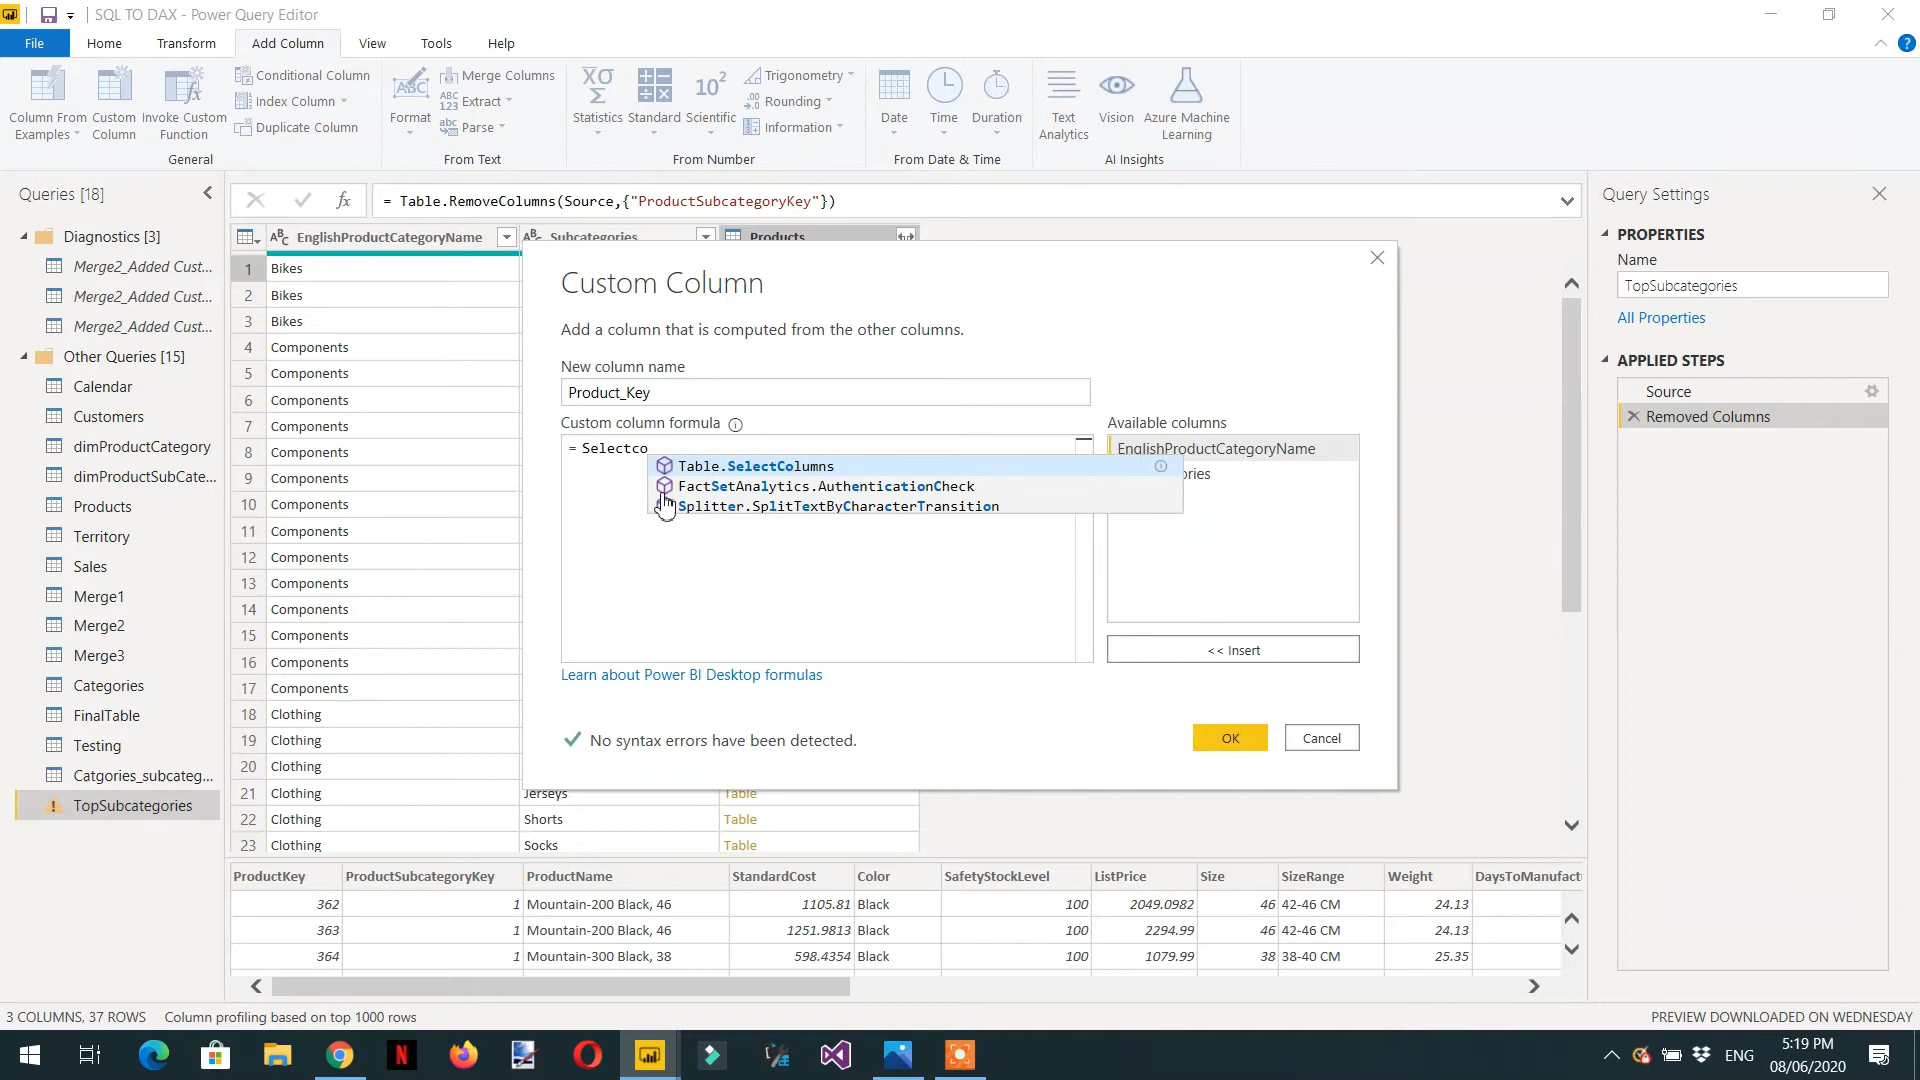 SQL TO DAX - Power Query Editor
File
Home
Transform
Add Column
View
Tools
Help
Column From Examples
Custom Column
Invoke Custom Function
Conditional Column
Index Column
Duplicate Column
General
Format
Merge Columns
Extract
Parse
From Text
Statistics
Standard
Scientific
Trigonometry
Rounding
Information
From Number
Date
Time
Duration
From Date & Time
Text Analytics
Vision
Azure Machine Learning
AI Insights
Queries [18]
Diagnostics [3]
Merge2_Added Cust...
Merge2_Added Cust...
Merge2_Added Cust...
Other Queries [15]
Calendar
Customers
dimProductCategory
dimProductSubCate...
Products
Territory
Sales
Merge1
Merge2
Merge3
Categories
FinalTable
Testing
Catgories_subcateg...
TopSubcategories
= Table.RemoveColumns(Source,{"ProductSubcategoryKey"})
EnglishProductCategoryName
Subcategories
Products
1 Bikes
2 Bikes
3 Bikes
4 Components
5 Components
6 Components
7 Components
8 Components
9 Components
10 Components
11 Components
12 Components
13 Components
14 Components
15 Components
16 Components
17 Components
18 Clothing
19 Clothing
20 Clothing
21 Clothing Jerseys Table
22 Clothing Shorts Table
23 Clothing Socks Table
Custom Column
Add a column that is computed from the other columns.
New column name
Product_Key
Custom column formula
= Selectco
Table.SelectColumns
FactSetAnalytics.AuthenticationCheck
Splitter.SplitTextByCharacterTransition
Available columns
EnglishProductCategoryName
ories
<< Insert
Learn about Power BI Desktop formulas
No syntax errors have been detected.
OK
Cancel
Query Settings
PROPERTIES
Name
TopSubcategories
All Properties
APPLIED STEPS
Source
Removed Columns
ProductKey ProductSubcategoryKey ProductName StandardCost Color SafetyStockLevel ListPrice Size SizeRange Weight DaysToManufact
362 1 Mountain-200 Black, 46 1105.81 Black 100 2049.0982 46 42-46 CM 24.13
363 1 Mountain-200 Black, 46 1251.9813 Black 100 2294.99 46 42-46 CM 24.13
364 1 Mountain-300 Black, 38 598.4354 Black 100 1079.99 38 38-40 CM 25.35
3 COLUMNS, 37 ROWS
Column profiling based on top 1000 rows
PREVIEW DOWNLOADED ON WEDNESDAY
ENG
5:19 PM
08/06/2020